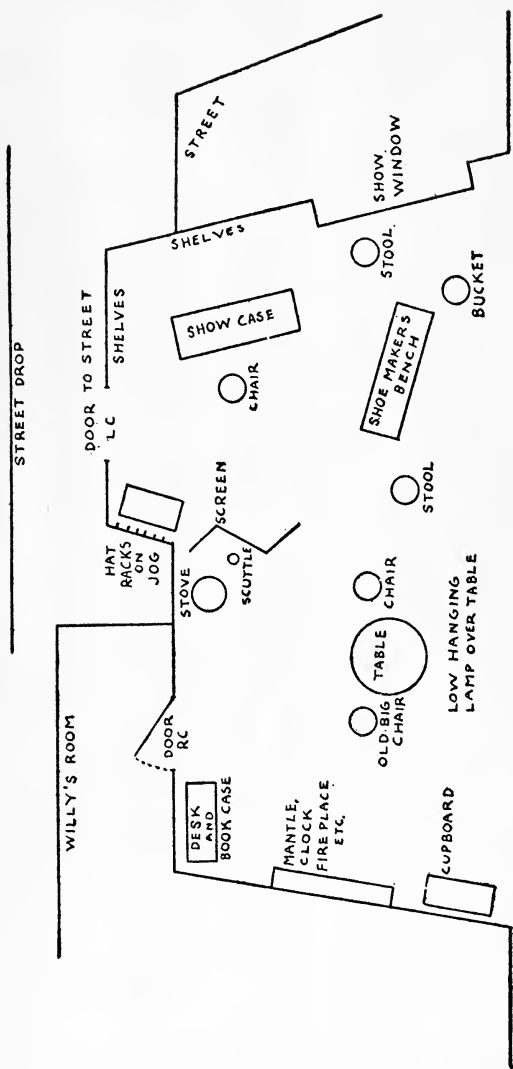 STREET DROP
WILLY'S ROOM
DOOR TO STREET
LC
SHELVES
HAT
RACKS
ON
JOG
STREET
SHELVES
DOOR
RC
STOVE
SCUTTLE
SCREEN
SHOW CASE
CHAIR
DESK
AND
BOOK CASE
MANTLE,
CLOCK
FIRE PLACE
ETC.
SHOW.
WINDOW
STOOL.
OLD BIG
CHAIR
TABLE
CHAIR
STOOL
SHOE MAKERS
BENCH
BUCKET
CUPBOARD
LOW HANGING
LAMP OVER TABLE